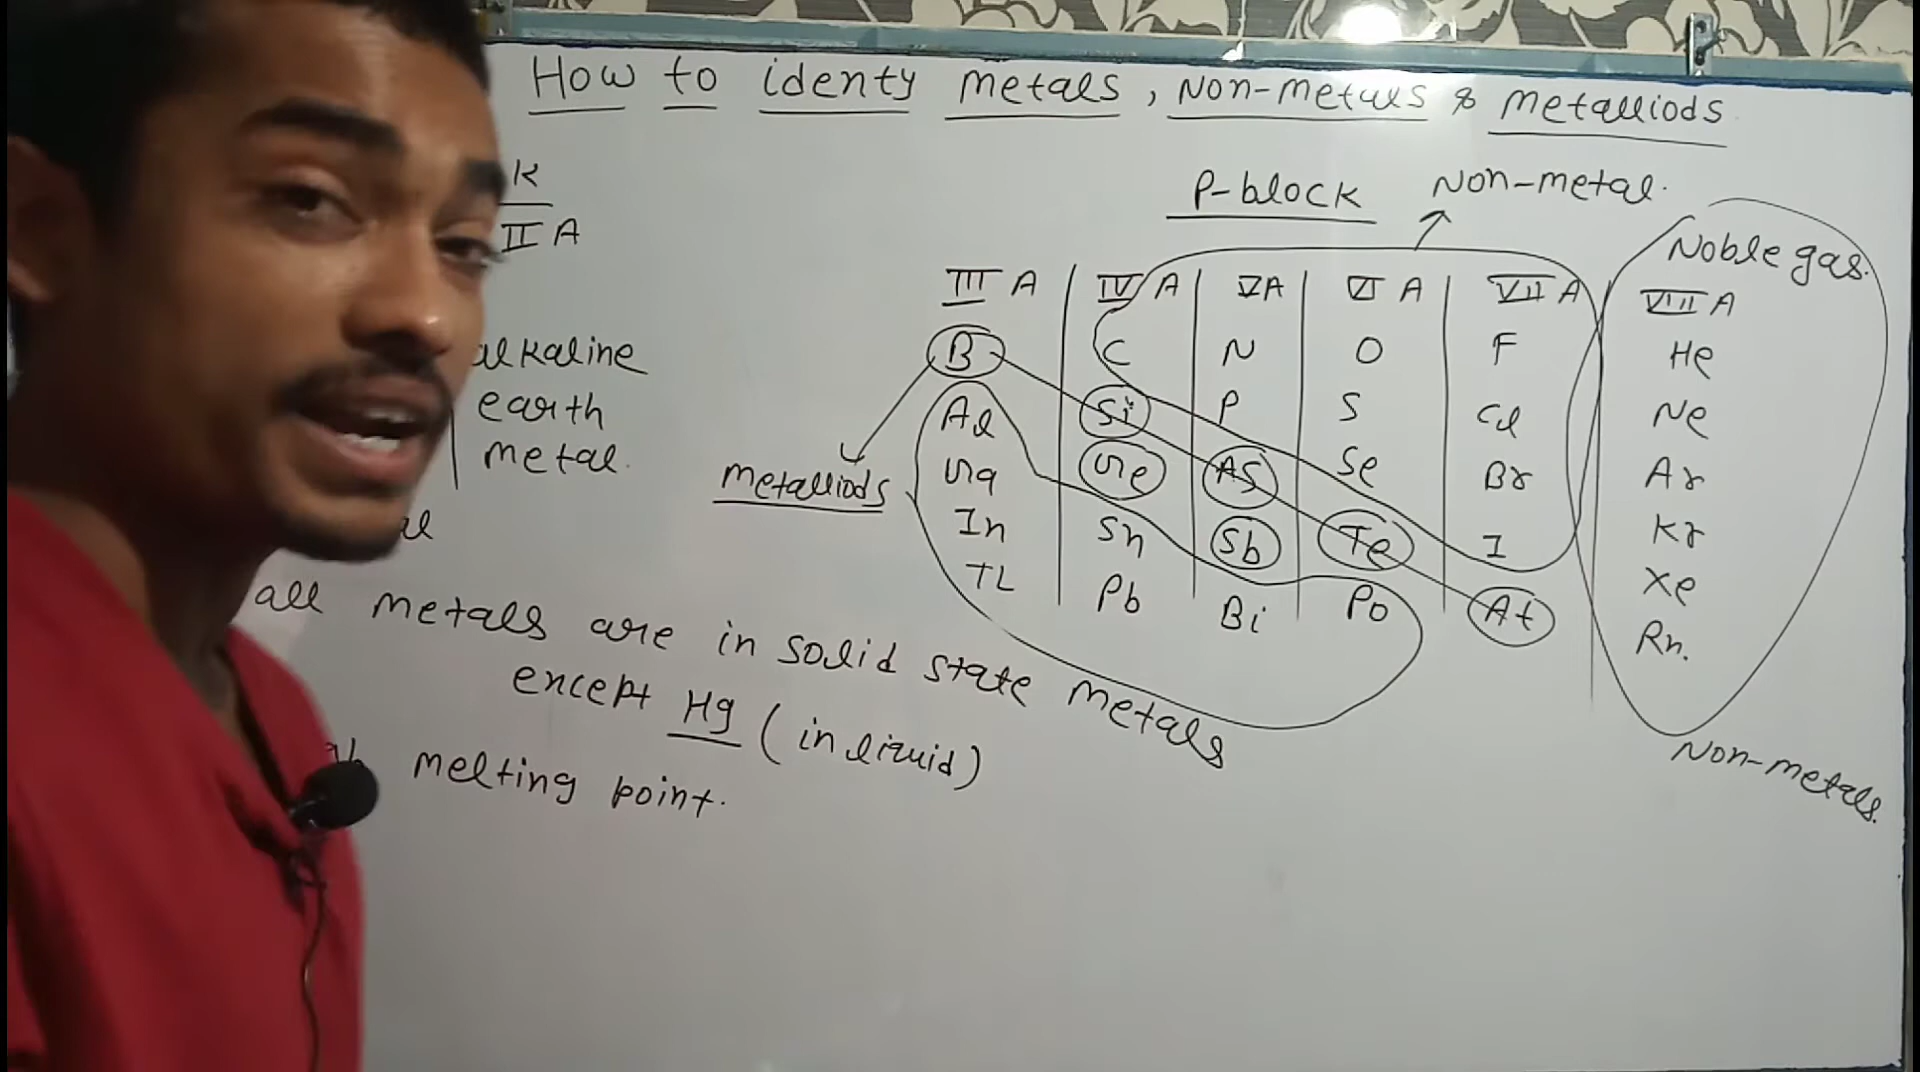 How to identy metals, Non-metals & metalliods
K
II A
P-block
Non-metal.
Noble gas.
III A IV A VA VI A VII A VIII A
B C N O F He
Al Si P S Cl Ne
Ga Ge As Se Br Ar
In Sn Sb Te I Kr
TL Pb Bi Po At Xe
Rn.
alkaline
earth
metal.
metalliods
all metals are in solid state
except Hg (in liquid)
metals
melting point.
Non-metals.